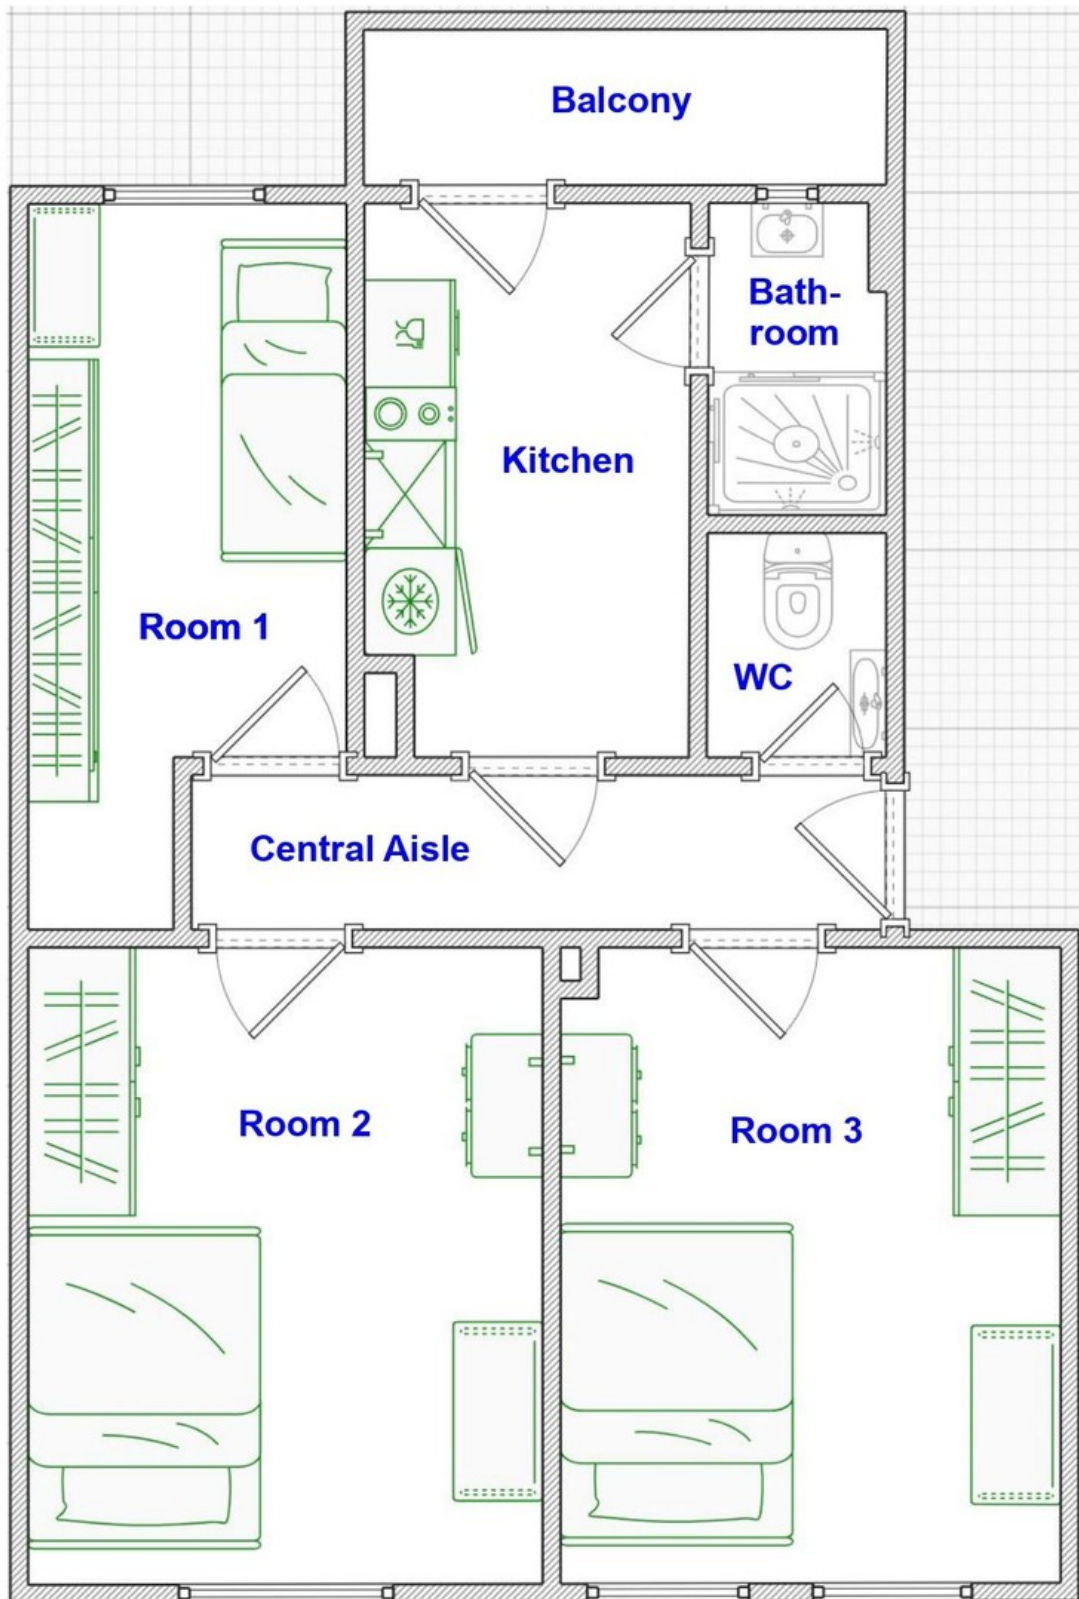 Balcony
Bath-
room
Kitchen
Room 1
WC
Central Aisle
Room 2
Room 3